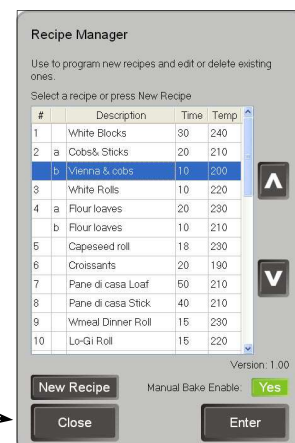 Recipe Manager
Use to program new recipes and edit or delete existing
ones.
Select a recipe or press New Recipe
# Description Time Temp
1 White Blocks 30 240
2 a Cobs& Sticks 20 210
b Vienna & cobs 10 200
3 White Rolls 10 220
4 a Flour loaves 20 230
b Flour loaves 10 210
5 Capeseed roll 18 230
6 Croissants 20 190
7 Pane di casa Loaf 50 210
8 Pane di casa Stick 40 210
9 Wmeal Dinner Roll 15 230
10 Lo-Gi Roll 15 220
Version: 1.00
New Recipe Manual Bake Enable: Yes
Close Enter